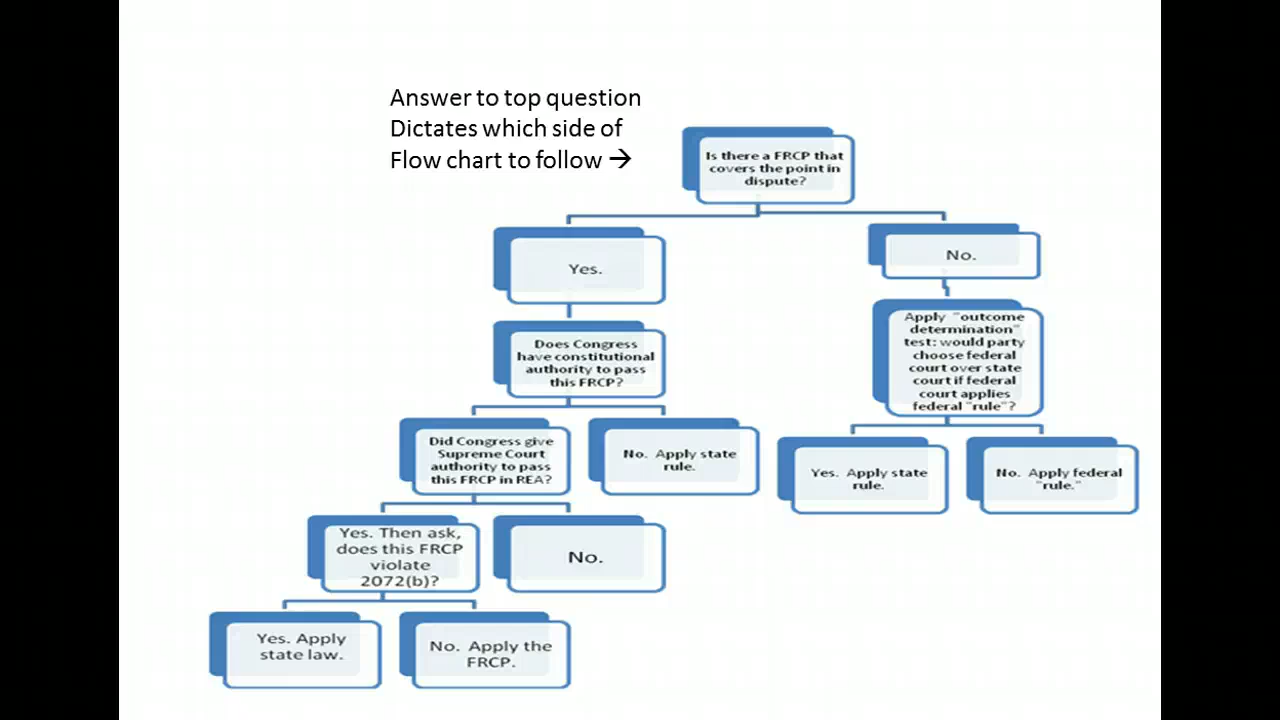 Answer to top question
Dictates which side of
Flow chart to follow →
Is there a FRCP that
covers the point in
dispute?
Yes.
No.
Does Congress
have constitutional
authority to pass
this FRCP?
Apply "outcome
determination"
test: would party
choose federal
court over state
court if federal
court applies
federal "rule"?
Did Congress give
Supreme Court
authority to pass
this FRCP in REA?
No. Apply state
rule.
Yes. Apply state
rule.
No. Apply federal
"rule."
Yes. Then ask,
does this FRCP
violate
2072(b)?
No.
Yes. Apply
state law.
No. Apply the
FRCP.